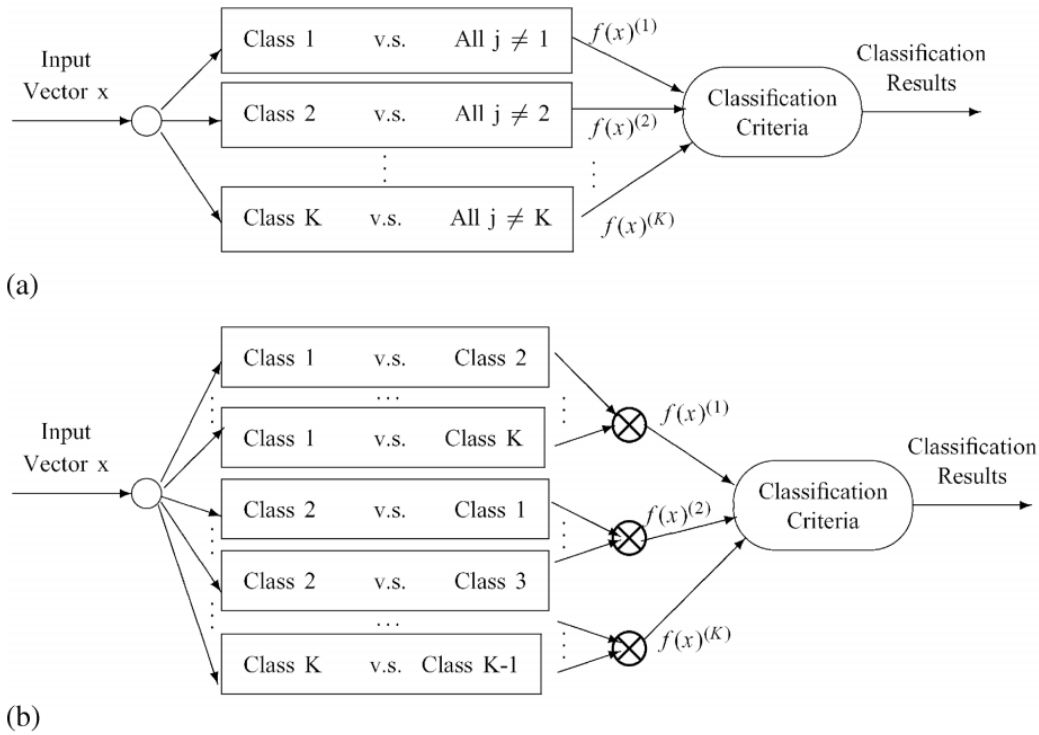 Input
Vector x
Class 1 v.s. All j ≠ 1
Class 2 v.s. All j ≠ 2
⋮ ⋮
Class K v.s. All j ≠ K
f(x)^{(1)}
f(x)^{(2)}
f(x)^{(K)}
Classification
Criteria
Classification
Results
(a)
Input
Vector x
Class 1 v.s. Class 2
...
Class 1 v.s. Class K
Class 2 v.s. Class 1
Class 2 v.s. Class 3
...
Class K v.s. Class K-1
f(x)^{(1)}
f(x)^{(2)}
f(x)^{(K)}
Classification
Criteria
Classification
Results
(b)